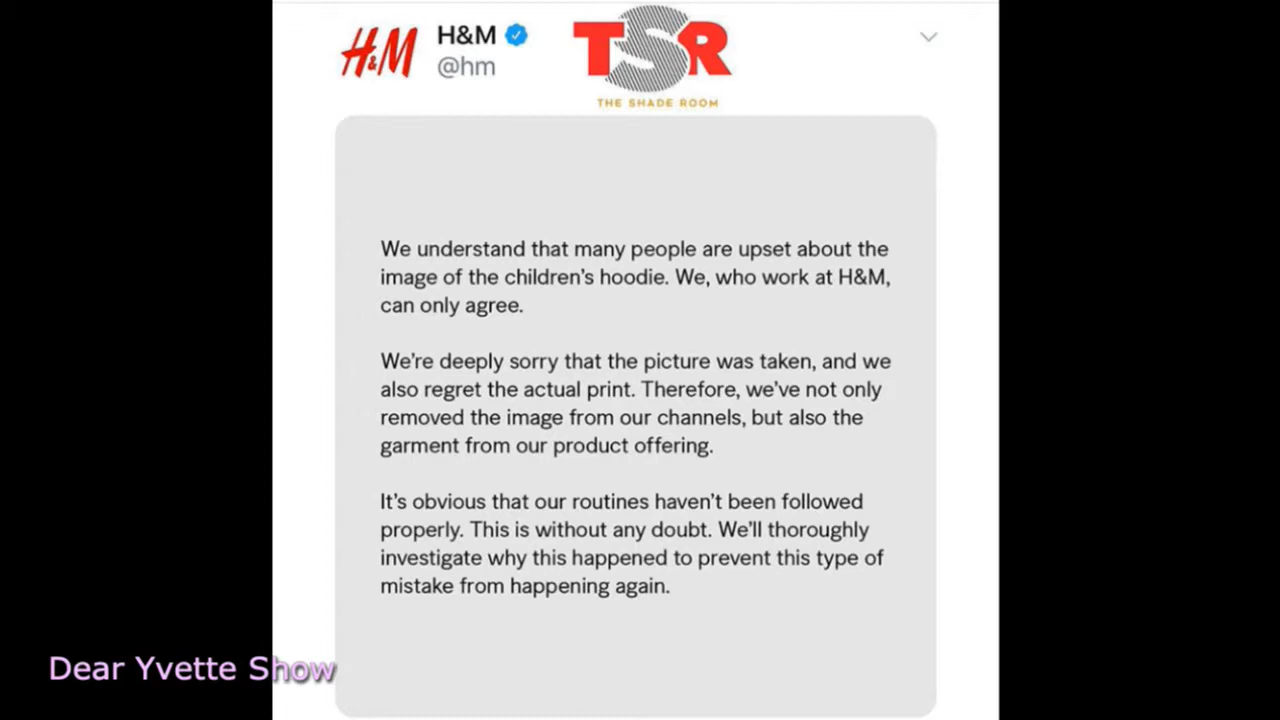 H&M
H&M
@hm
TSR
THE SHADE ROOM
We understand that many people are upset about the
image of the children’s hoodie. We, who work at H&M,
can only agree.
We’re deeply sorry that the picture was taken, and we
also regret the actual print. Therefore, we’ve not only
removed the image from our channels, but also the
garment from our product offering.
It’s obvious that our routines haven’t been followed
properly. This is without any doubt. We’ll thoroughly
investigate why this happened to prevent this type of
mistake from happening again.
Dear Yvette Show